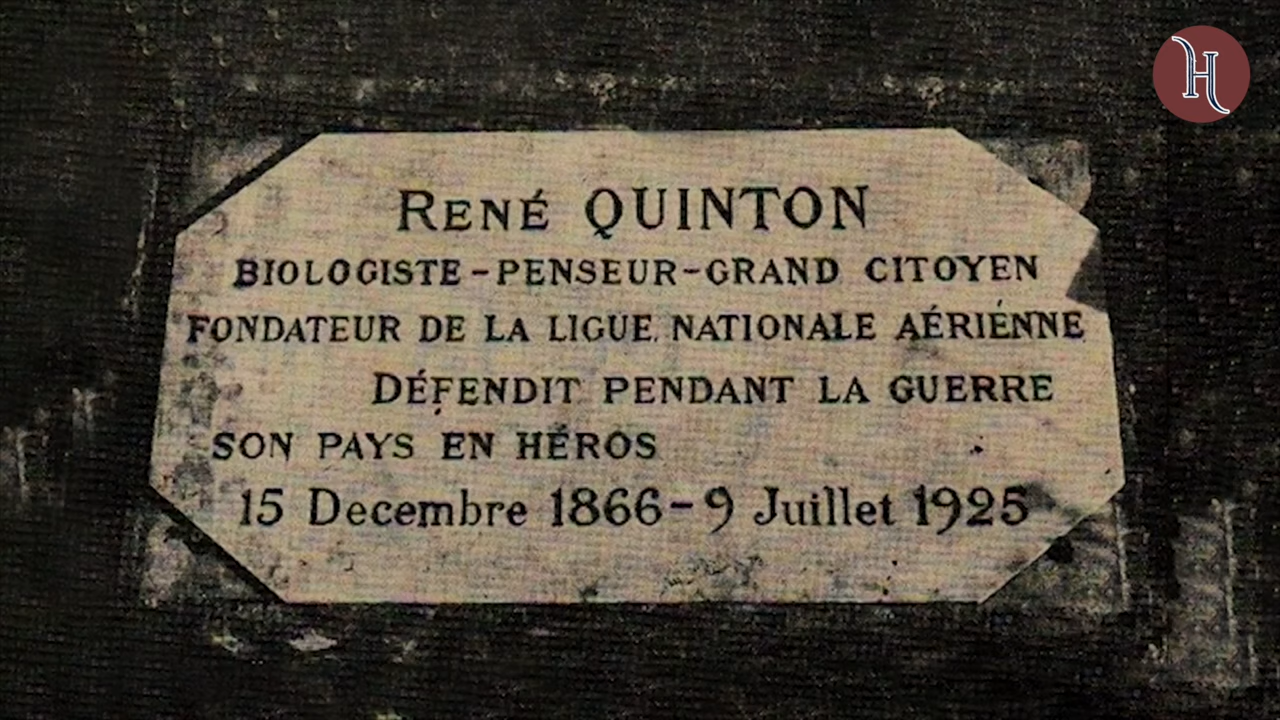 H
RENÉ QUINTON
BIOLOGISTE-PENSEUR-GRAND CITOYEN
FONDATEUR DE LA LIGUE NATIONALE AÉRIÉNNE
DÉFENDIT PENDANT LA GUERRE
SON PAYS EN HÉROS
15 Decembre 1866-9 Juillet 1925